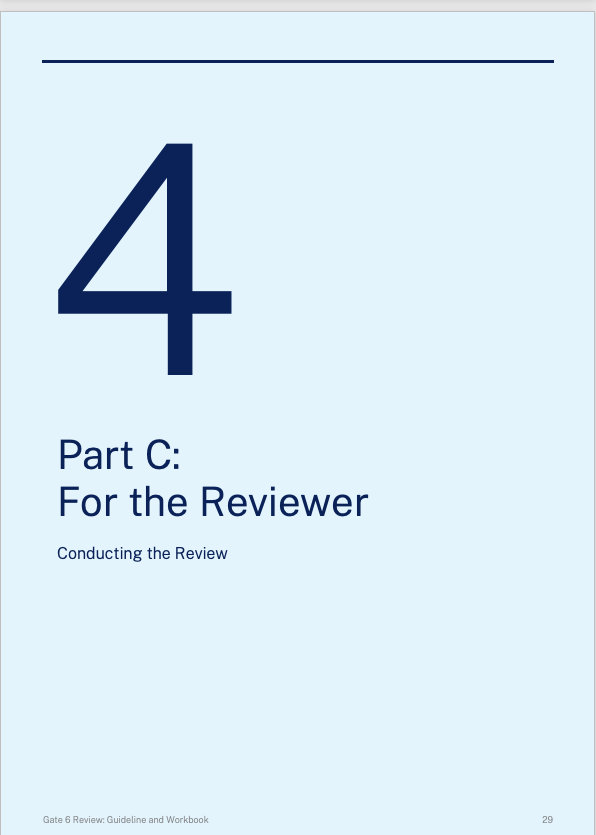 4
Part C:
For the Reviewer
Conducting the Review
Gate 6 Review: Guideline and Workbook
29